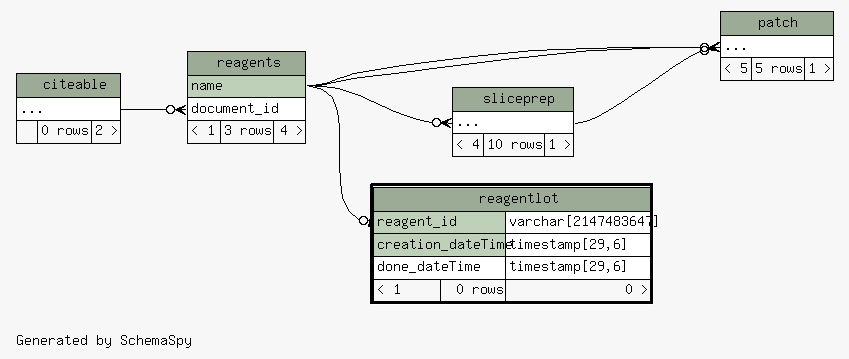 citeable
...
0 rows 2 >
reagents
name
document_id
< 1 3 rows 4 >
sliceprep
...
< 4 10 rows 1 >
patch
...
< 5 5 rows 1 >
reagentlot
reagent_id varchar[2147483647]
creation_dateTime timestamp[29,6]
done_dateTime timestamp[29,6]
< 1 0 rows 0 >
Generated by SchemaSpy